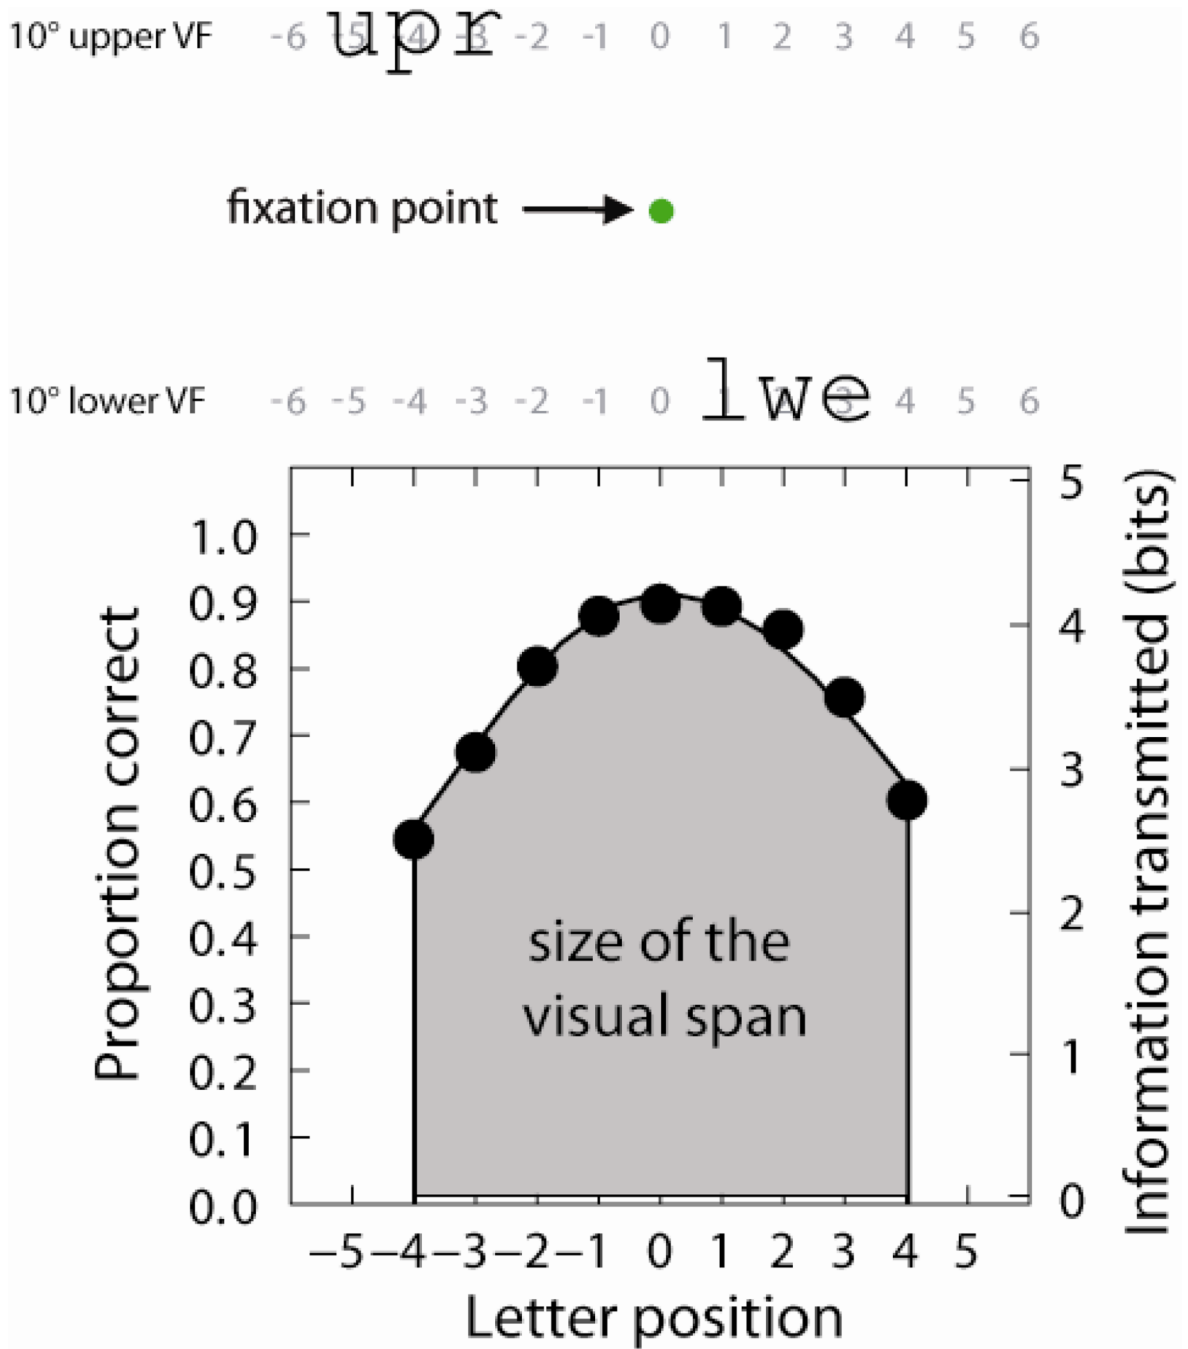 10° upper VF -6 -5 -4 -3 -2 -1 0 1 2 3 4 5 6
upr
fixation point
10° lower VF -6 -5 -4 -3 -2 -1 0 1 2 3 4 5 6
lwe
Proportion correct
1.0
0.9
0.8
0.7
0.6
0.5
0.4
0.3
0.2
0.1
0.0
size of the
visual span
5
4
3
2
1
0
Information transmitted (bits)
−5 −4 −3 −2 −1 0 1 2 3 4 5
Letter position